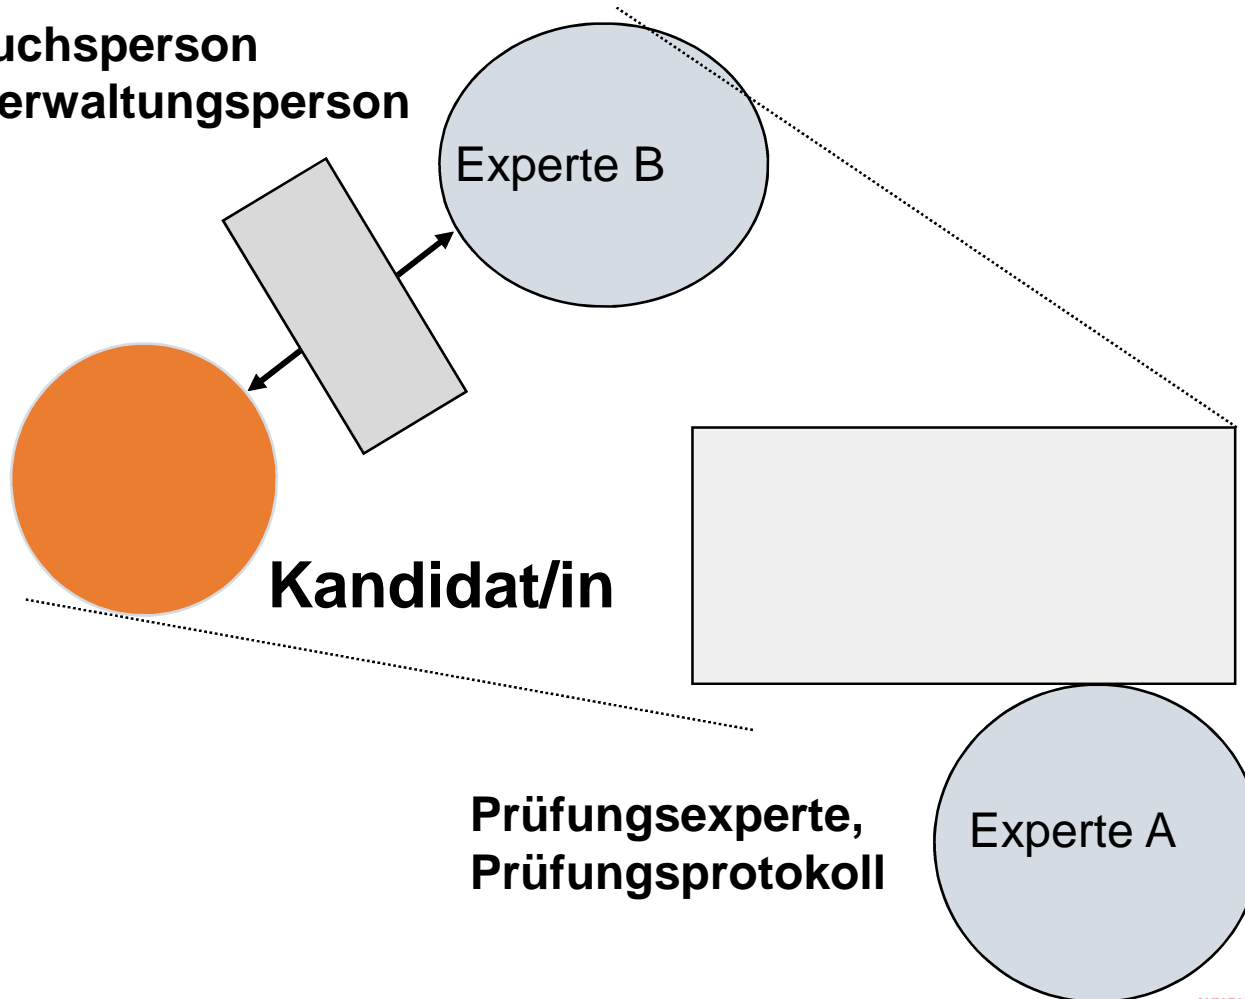 uchsperson
erwaltungsperson
Experte B
Kandidat/in
Prüfungsexperte,
Prüfungsprotokoll
Experte A